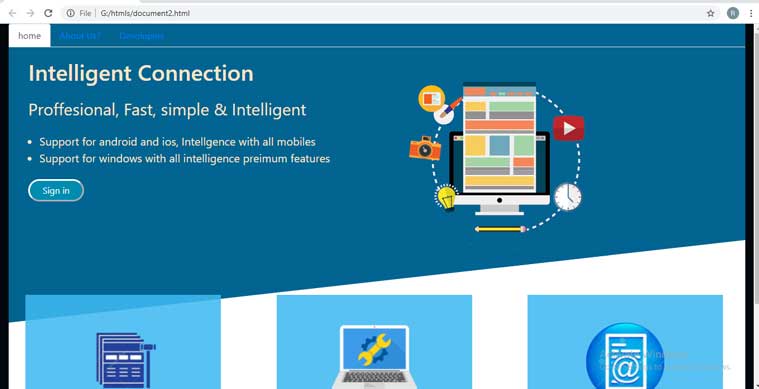 File | G:/htmls/document2.html
R
home About Us? Developers
Intelligent Connection
Proffesional, Fast, simple & Intelligent
Support for android and ios, Intellgence with all mobiles
Support for windows with all intelligence preimum features
Sign in
@